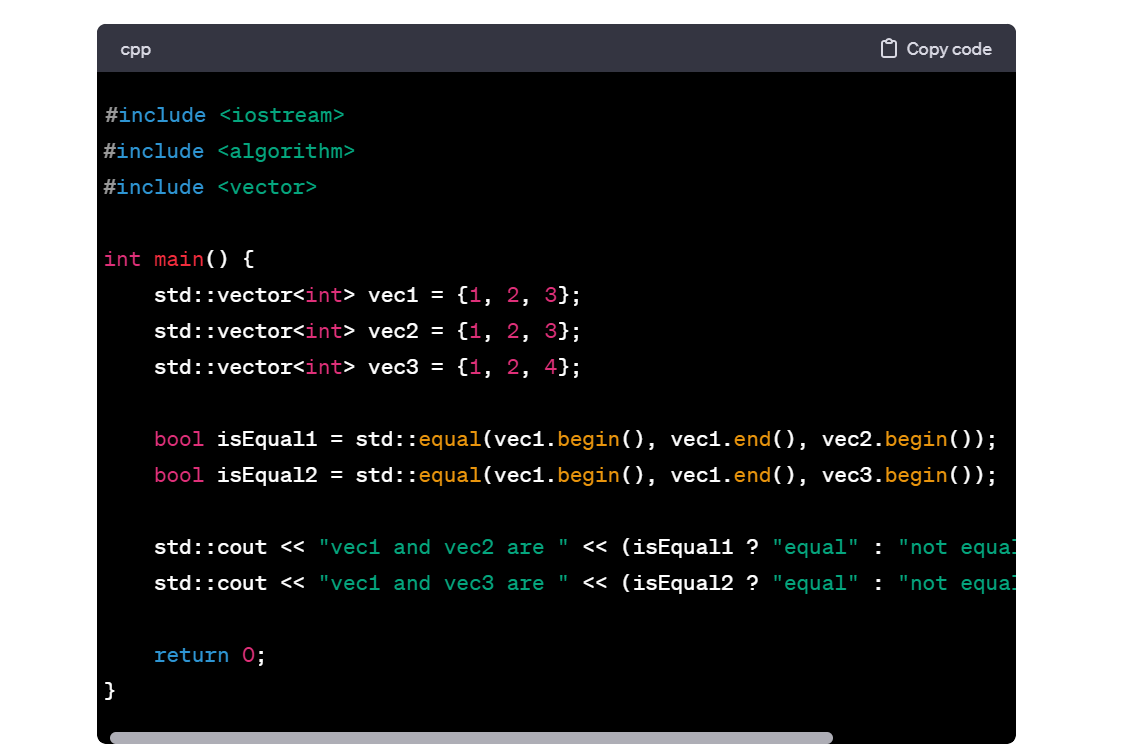 cpp
Copy code
#include <iostream>
#include <algorithm>
#include <vector>
int main() {
    std::vector<int> vec1 = {1, 2, 3};
    std::vector<int> vec2 = {1, 2, 3};
    std::vector<int> vec3 = {1, 2, 4};
    bool isEqual1 = std::equal(vec1.begin(), vec1.end(), vec2.begin());
    bool isEqual2 = std::equal(vec1.begin(), vec1.end(), vec3.begin());
    std::cout << "vec1 and vec2 are " << (isEqual1 ? "equal" : "not equal
    std::cout << "vec1 and vec3 are " << (isEqual2 ? "equal" : "not equal
    return 0;
}